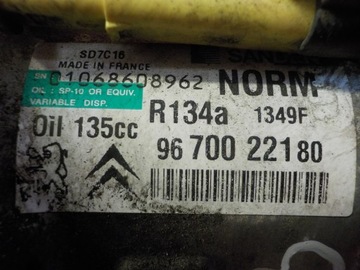 SD7C16
MADE IN FRANCE
SN 01068608962 NORM
OIL : SP-10 OR EQUIV.
VARIABLE DISP.
R134a 1349F
Oil 135cc
96 700 221 80